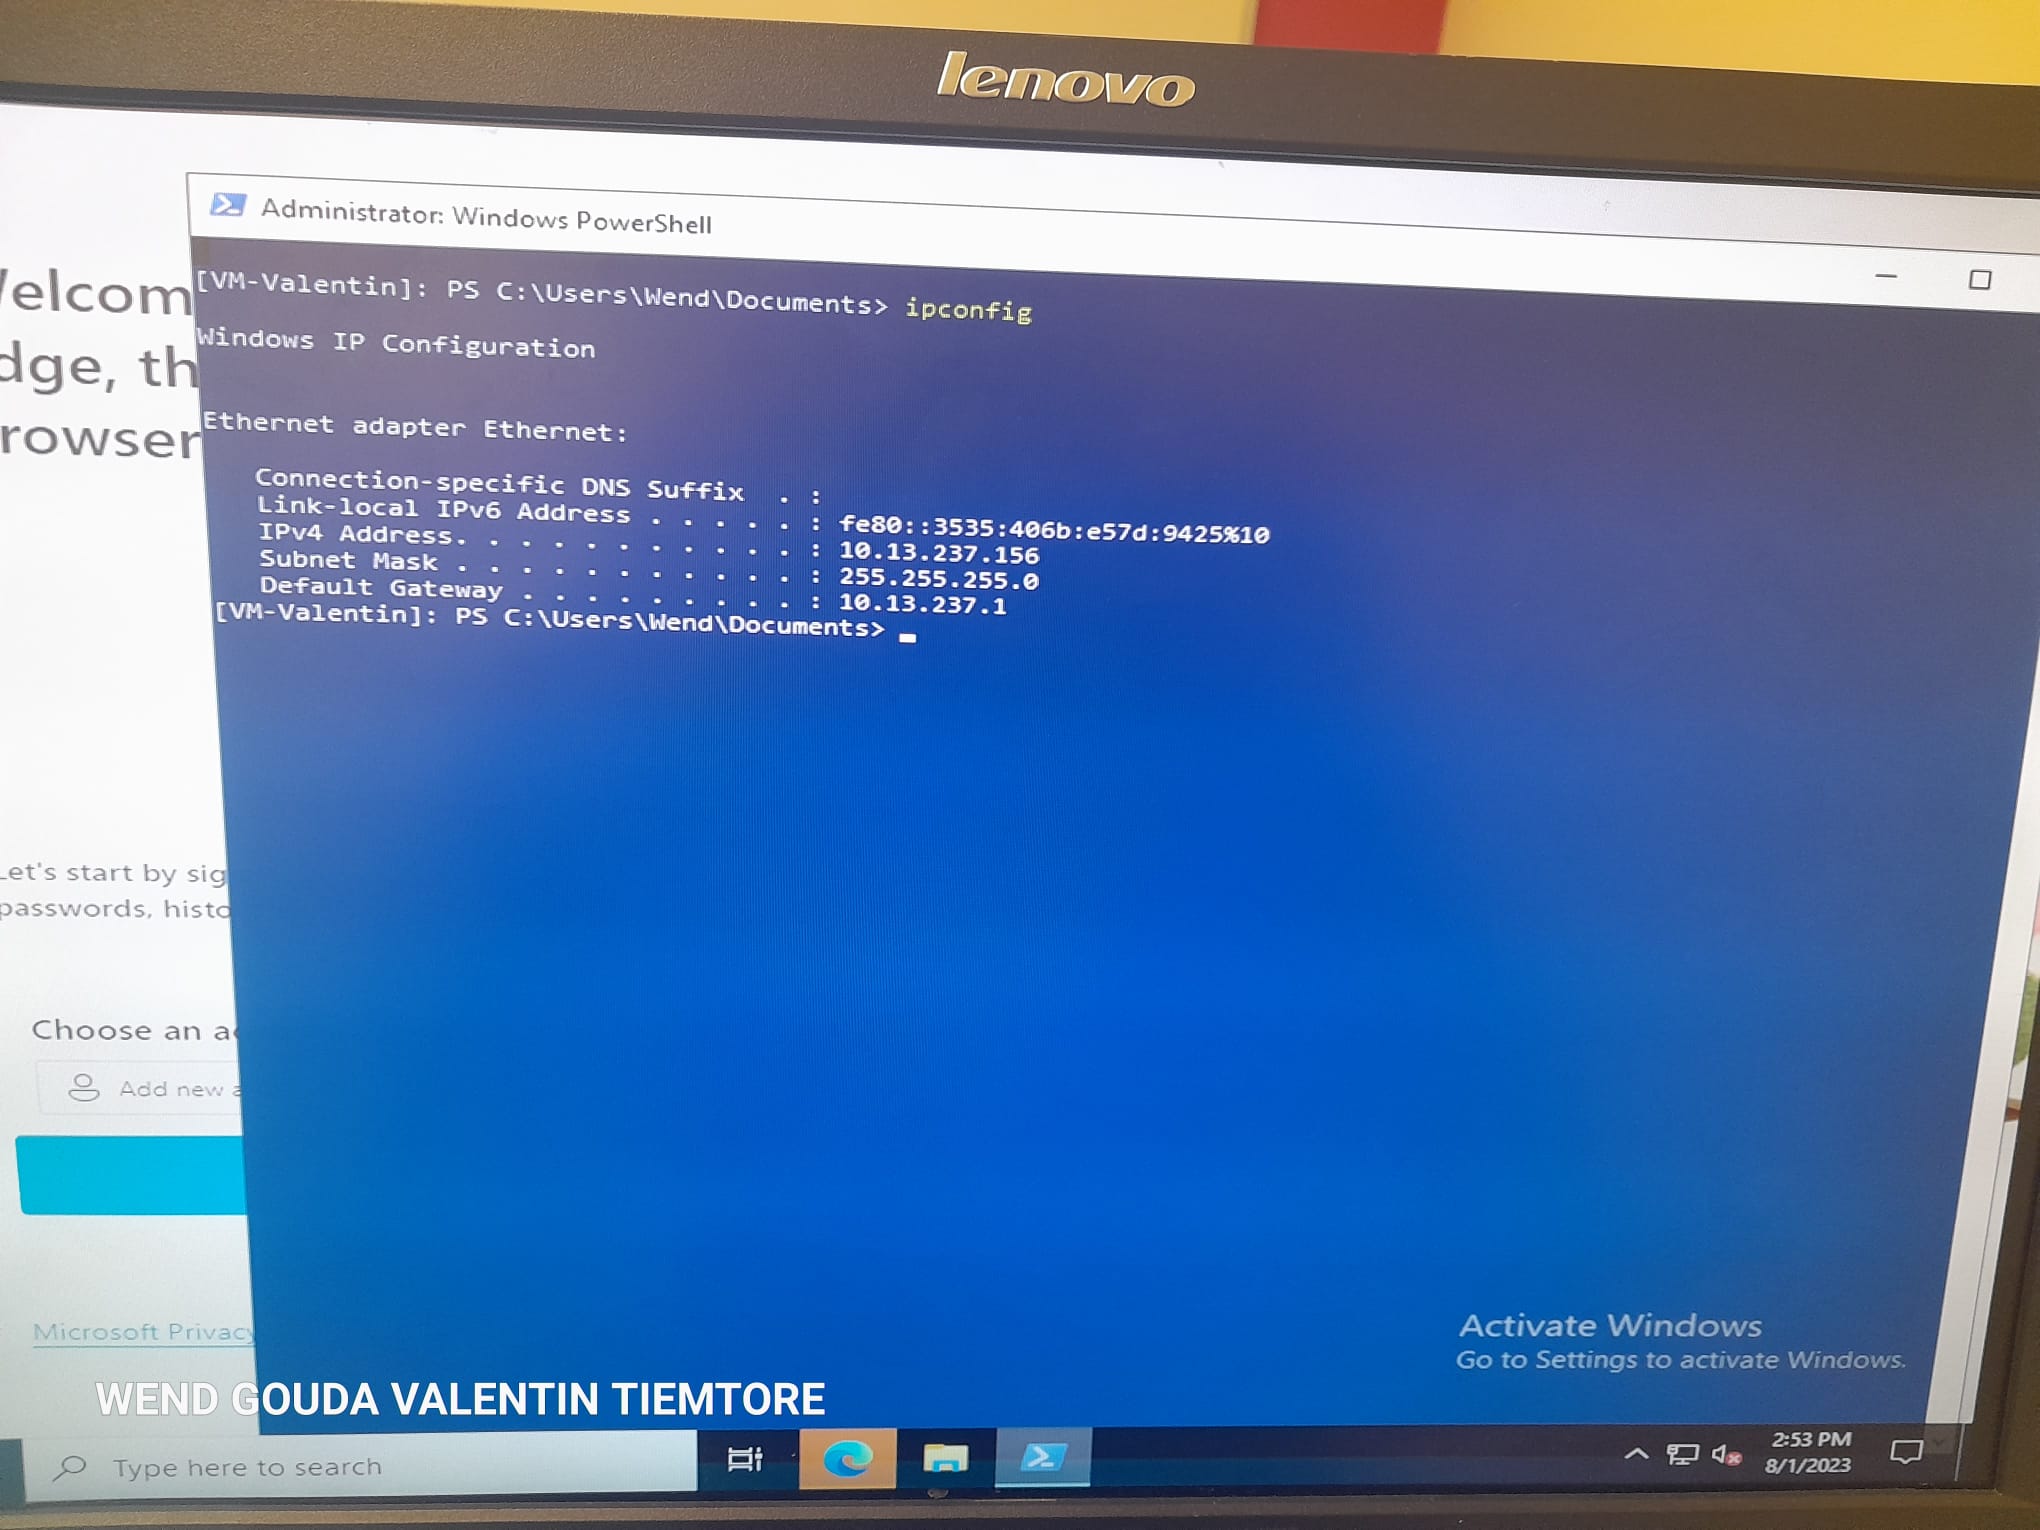 lenovo
Administrator: Windows PowerShell
[VM-Valentin]: PS C:\Users\Wend\Documents> ipconfig
Windows IP Configuration
Ethernet adapter Ethernet:
Connection-specific DNS Suffix . :
Link-local IPv6 Address . . . . . : fe80::3535:406b:e57d:9425%10
IPv4 Address. . . . . . . . . . . : 10.13.237.156
Subnet Mask . . . . . . . . . . . : 255.255.255.0
Default Gateway . . . . . . . . . : 10.13.237.1
[VM-Valentin]: PS C:\Users\Wend\Documents>
elcom
dge, th
rowser
Let's start by sig
passwords, histo
Choose an a
Add new a
Microsoft Privacy
Activate Windows
Go to Settings to activate Windows.
WEND GOUDA VALENTIN TIEMTORE
Type here to search
2:53 PM
8/1/2023